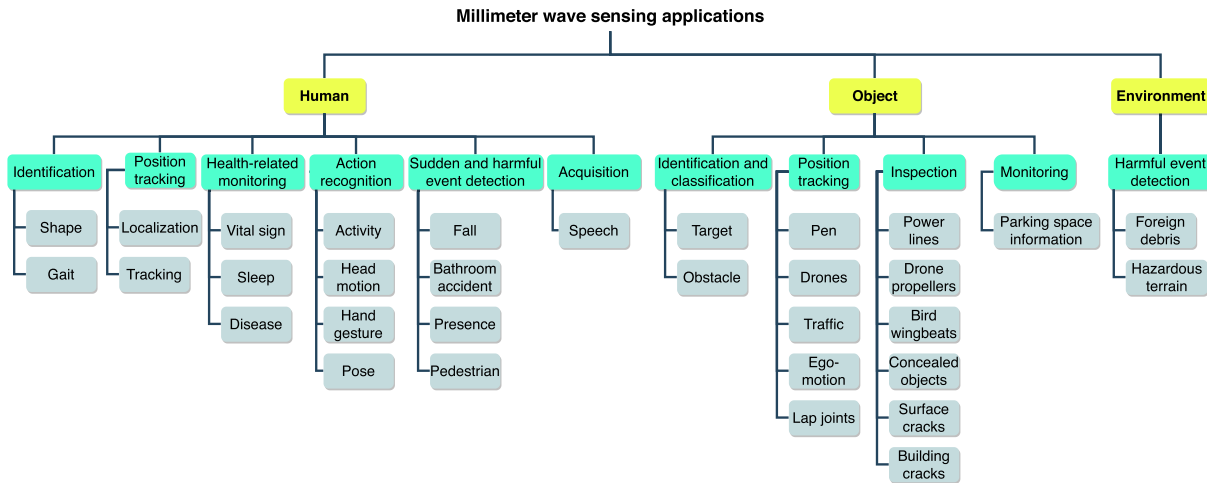 Millimeter wave sensing applications
Human
Object
Environment
Identification
Position
tracking
Health-related
monitoring
Action
recognition
Sudden and harmful
event detection
Acquisition
Identification and
classification
Position
tracking
Inspection
Monitoring
Harmful event
detection
Shape
Gait
Localization
Tracking
Vital sign
Sleep
Disease
Activity
Head
motion
Hand
gesture
Pose
Fall
Bathroom
accident
Presence
Pedestrian
Speech
Target
Obstacle
Pen
Drones
Traffic
Ego-
motion
Lap joints
Power
lines
Drone
propellers
Bird
wingbeats
Concealed
objects
Surface
cracks
Building
cracks
Parking space
information
Foreign
debris
Hazardous
terrain